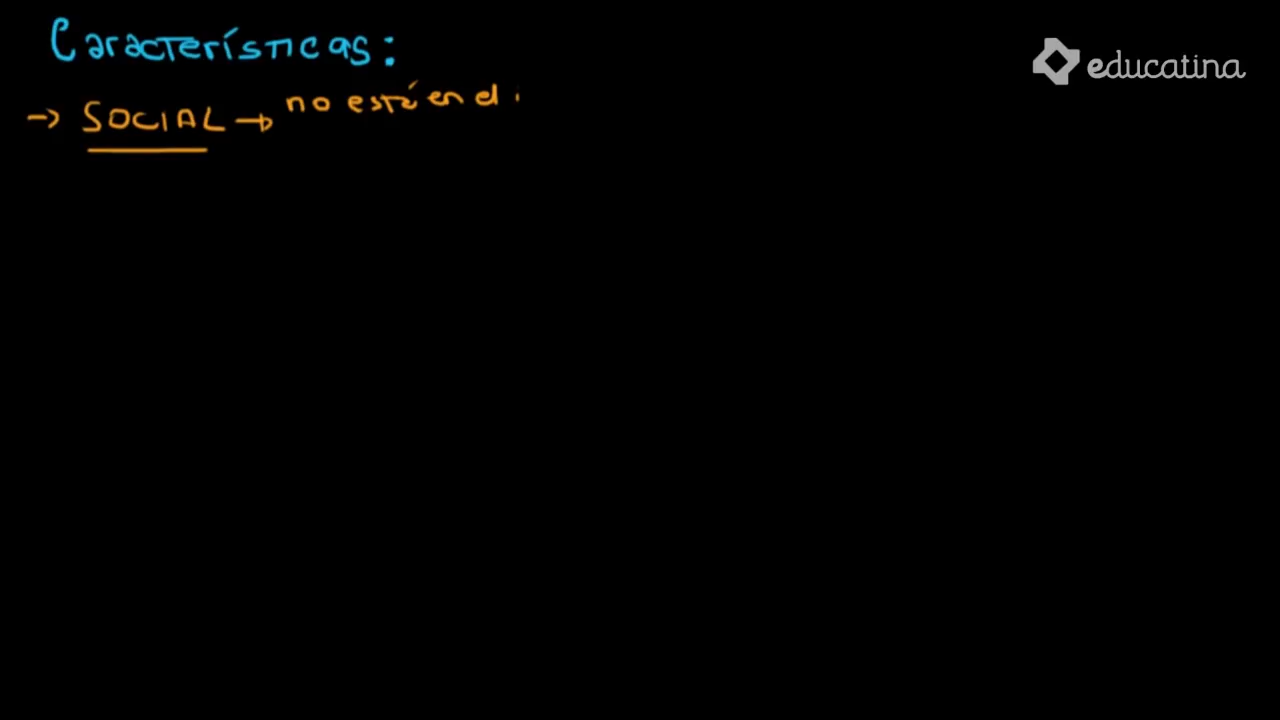 Características:
educatina
→ SOCIAL → no está en el